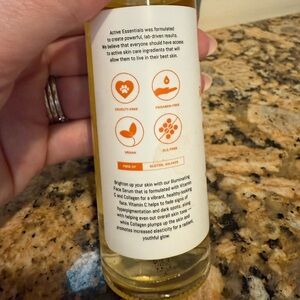 Active Essentials was formulated
to create powerful, lab-driven results.
We believe that everyone should have access
to active skin care ingredients that will
allow them to live in their best skin.
CRUELTY-FREE
PARABEN-FREE
VEGAN
SLS-FREE
FREE OF
GLUTEN, SULFATE
Brighten up your skin with our Illuminating
Face Serum that is formulated with Vitamin
C and Collagen for a vibrant, healthy looking
face. Vitamin C helps to fade signs of
hyperpigmentation and dark spots, along
with helping even out overall skin tone —
while Collagen plumps up the skin and
promotes increased elasticity for a radiant,
youthful glow.